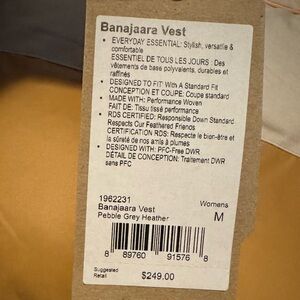 Banajaara Vest
• EVERYDAY ESSENTIAL: Stylish, versatile &
comfortable
ESSENTIEL DE TOUS LES JOURS : Des
vêtements de base polyvalents, durables et
raffinés
• DESIGNED TO FIT: With A Standard Fit
CONCEPTION ET COUPE: Coupe standard
• MADE WITH: Performance Woven
FAIT DE: Tissu tissé performant
• RDS CERTIFIED: Responsible Down Standard
Respects Our Feathered Friends
CERTIFICATION RDS: Respecte le bien-être et
la sûreté de nos amis à plumes
• DESIGNED WITH: PFC-Free DWR
DÉTAIL DE CONCEPTION: Traitement DWR
sans PFC
1962231
Banajaara Vest
Womens
Pebble Grey Heather
M
8 89760 91576 8
Suggested
Retail
$249.00